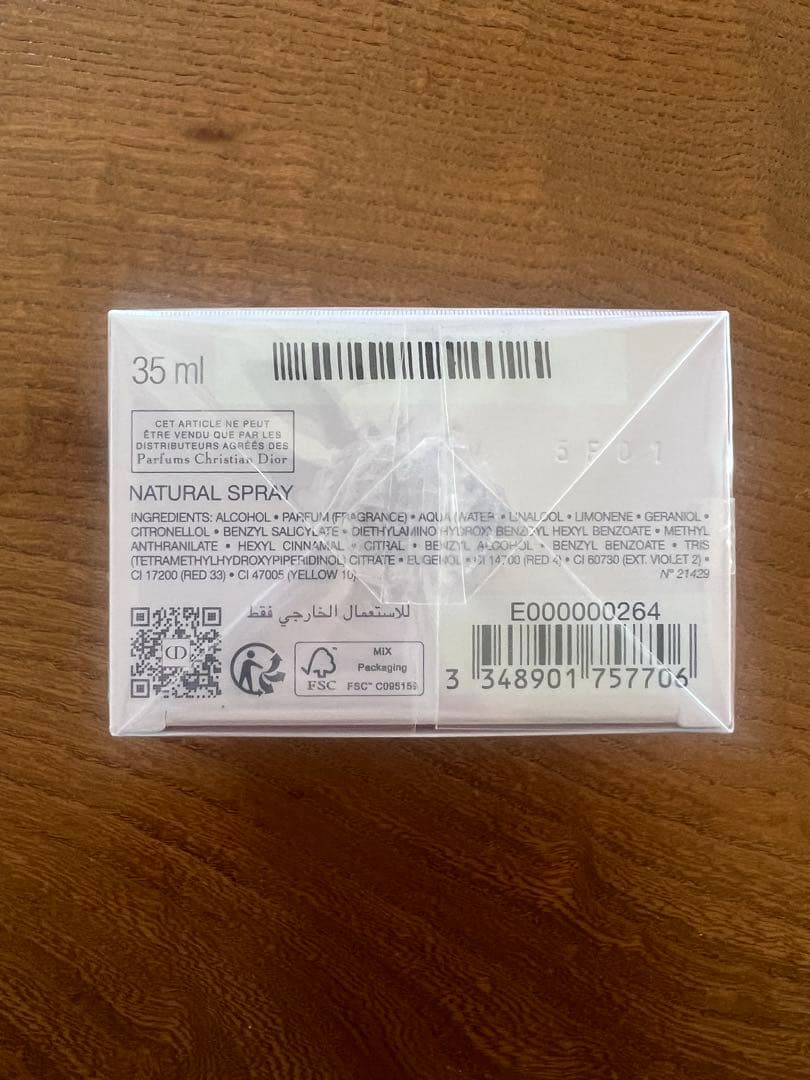 35 ml
5F01
CET ARTICLE NE PEUT
ÊTRE VENDU QUE PAR LES
DISTRIBUTEURS AGRÉÉS DES
Parfums Christian Dior
NATURAL SPRAY
INGREDIENTS: ALCOHOL • PARFUM (FRAGRANCE) • AQUA (WATER • LINALOOL • LIMONENE • GERANIOL •
CITRONELLOL • BENZYL SALICYLATE • DIETHYLAMINO HYDROXYBENZOYL HEXYL BENZOATE • METHYL
ANTHRANILATE • HEXYL CINNAMAL • CITRAL • BENZYL ALCOHOL • BENZYL BENZOATE • TRIS
(TETRAMETHYLHYDROXYPIPERIDINOL) CITRATE • EUGENOL • CI 14700 (RED 4) • CI 60730 (EXT. VIOLET 2) •
CI 17200 (RED 33) • CI 47005 (YELLOW 10)
N° 21429
للاستعمال الخارجي فقط
CD
MIX
Packaging
FSC
FSC™ C095159
E000000264
3 348901 757706